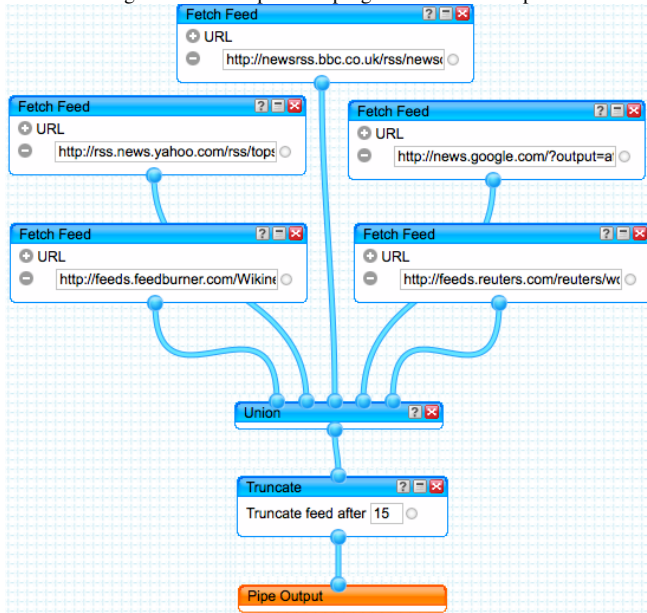 Fetch Feed
URL
http://newsrss.bbc.co.uk/rss/newso
Fetch Feed
URL
http://rss.news.yahoo.com/rss/tops
Fetch Feed
URL
http://news.google.com/?output=at
Fetch Feed
URL
http://feeds.feedburner.com/Wikine
Fetch Feed
URL
http://feeds.reuters.com/reuters/wo
Union
Truncate
Truncate feed after 15
Pipe Output